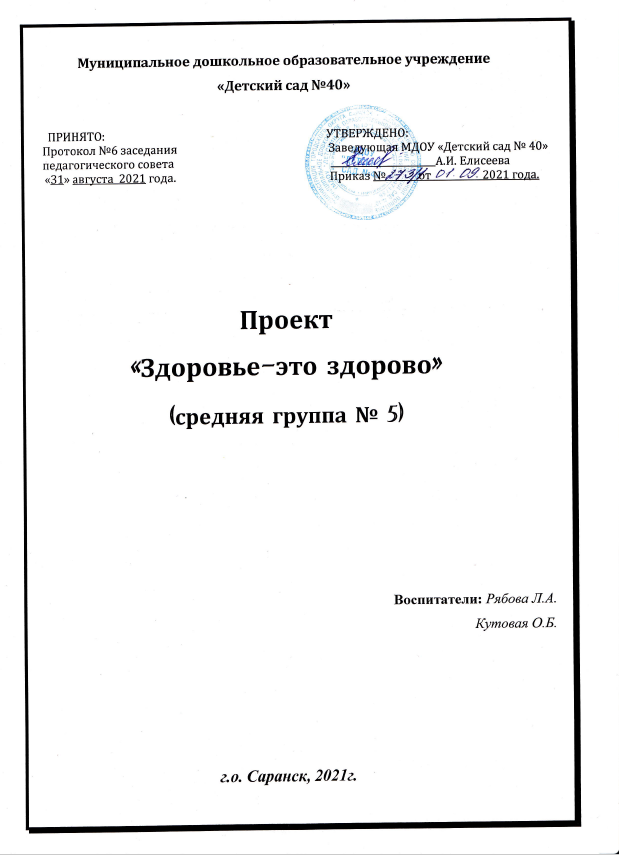 Муниципальное дошкольное образовательное учреждение
«Детский сад №40»
ПРИНЯТО:
Протокол №6 заседания
педагогического совета
«31» августа 2021 года.
УТВЕРЖДЕНО:
Заведующая МДОУ «Детский сад № 40»
А.И. Елисеева
Приказ № от 01.09. 2021 года.
Проект
«Здоровье-это здорово»
(средняя группа № 5)
Воспитатели: Рябова Л.А.
Кутовая О.Б.
г.о. Саранск, 2021г.